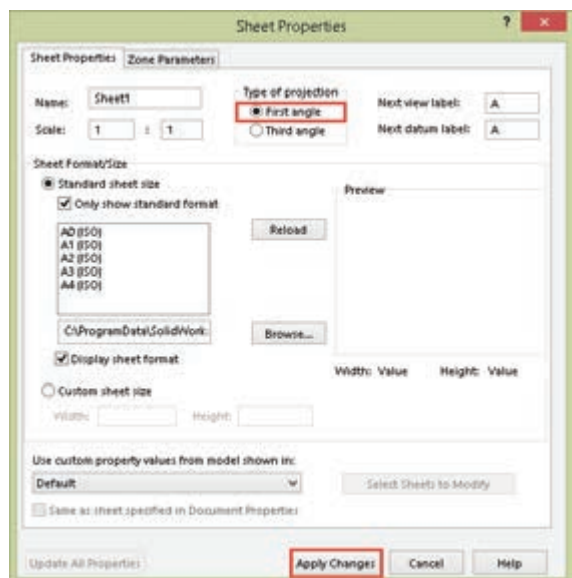 Sheet Properties
?
Sheet Properties
Zone Parameters
Name: Sheet1
Type of projection
First angle
Third angle
Next view label: A
Scale: 1 : 1
Next datum label: A
Sheet Format/Size
Standard sheet size
Only show standard format
A0 (ISO)
A1 (ISO)
A2 (ISO)
A3 (ISO)
A4 (ISO)
Reload
Preview
C:\ProgramData\SolidWork:
Browse...
Display sheet format
Width: Value Height: Value
Custom sheet size
Width: Height:
Use custom property values from model shown in:
Default
Select Sheets to Modify
Same as sheet specified in Document Properties
Update All Properties
Apply Changes
Cancel
Help